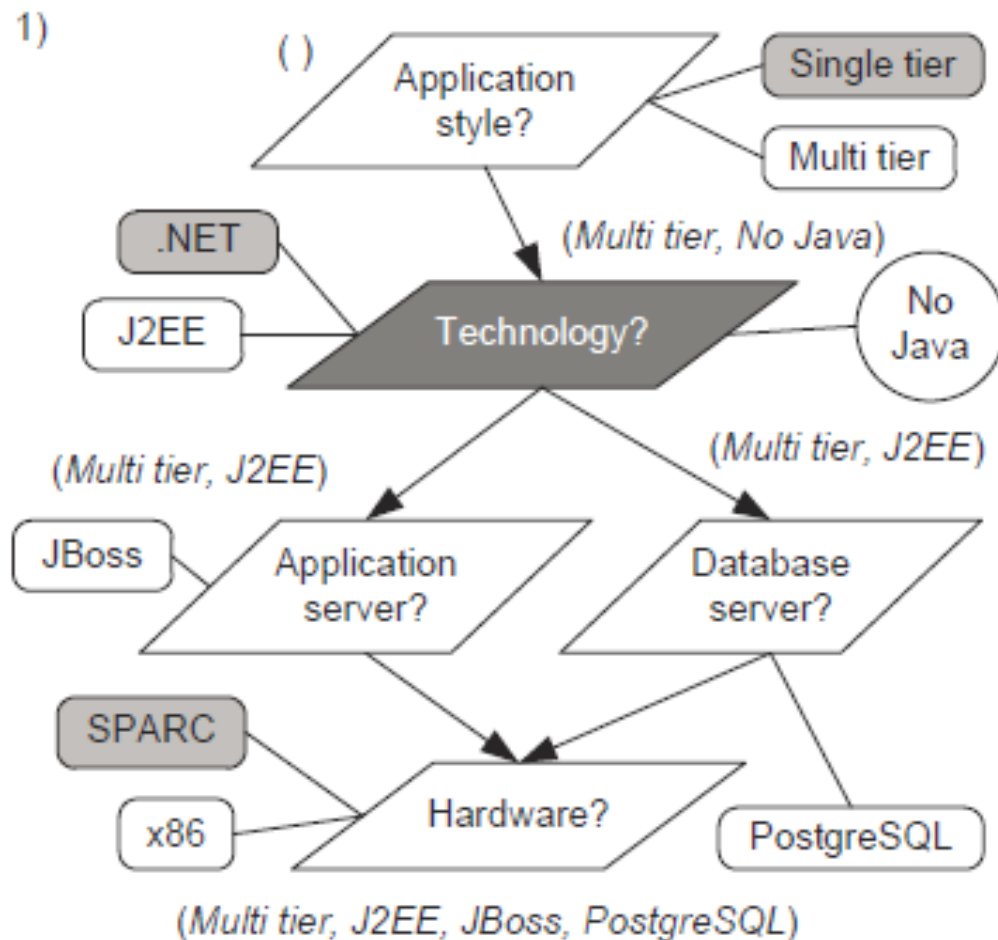 1)
( )
Application
style?
Single tier
Multi tier
(Multi tier, No Java)
.NET
J2EE
Technology?
No
Java
(Multi tier, J2EE)
(Multi tier, J2EE)
JBoss
Application
server?
Database
server?
SPARC
x86
Hardware?
PostgreSQL
(Multi tier, J2EE, JBoss, PostgreSQL)